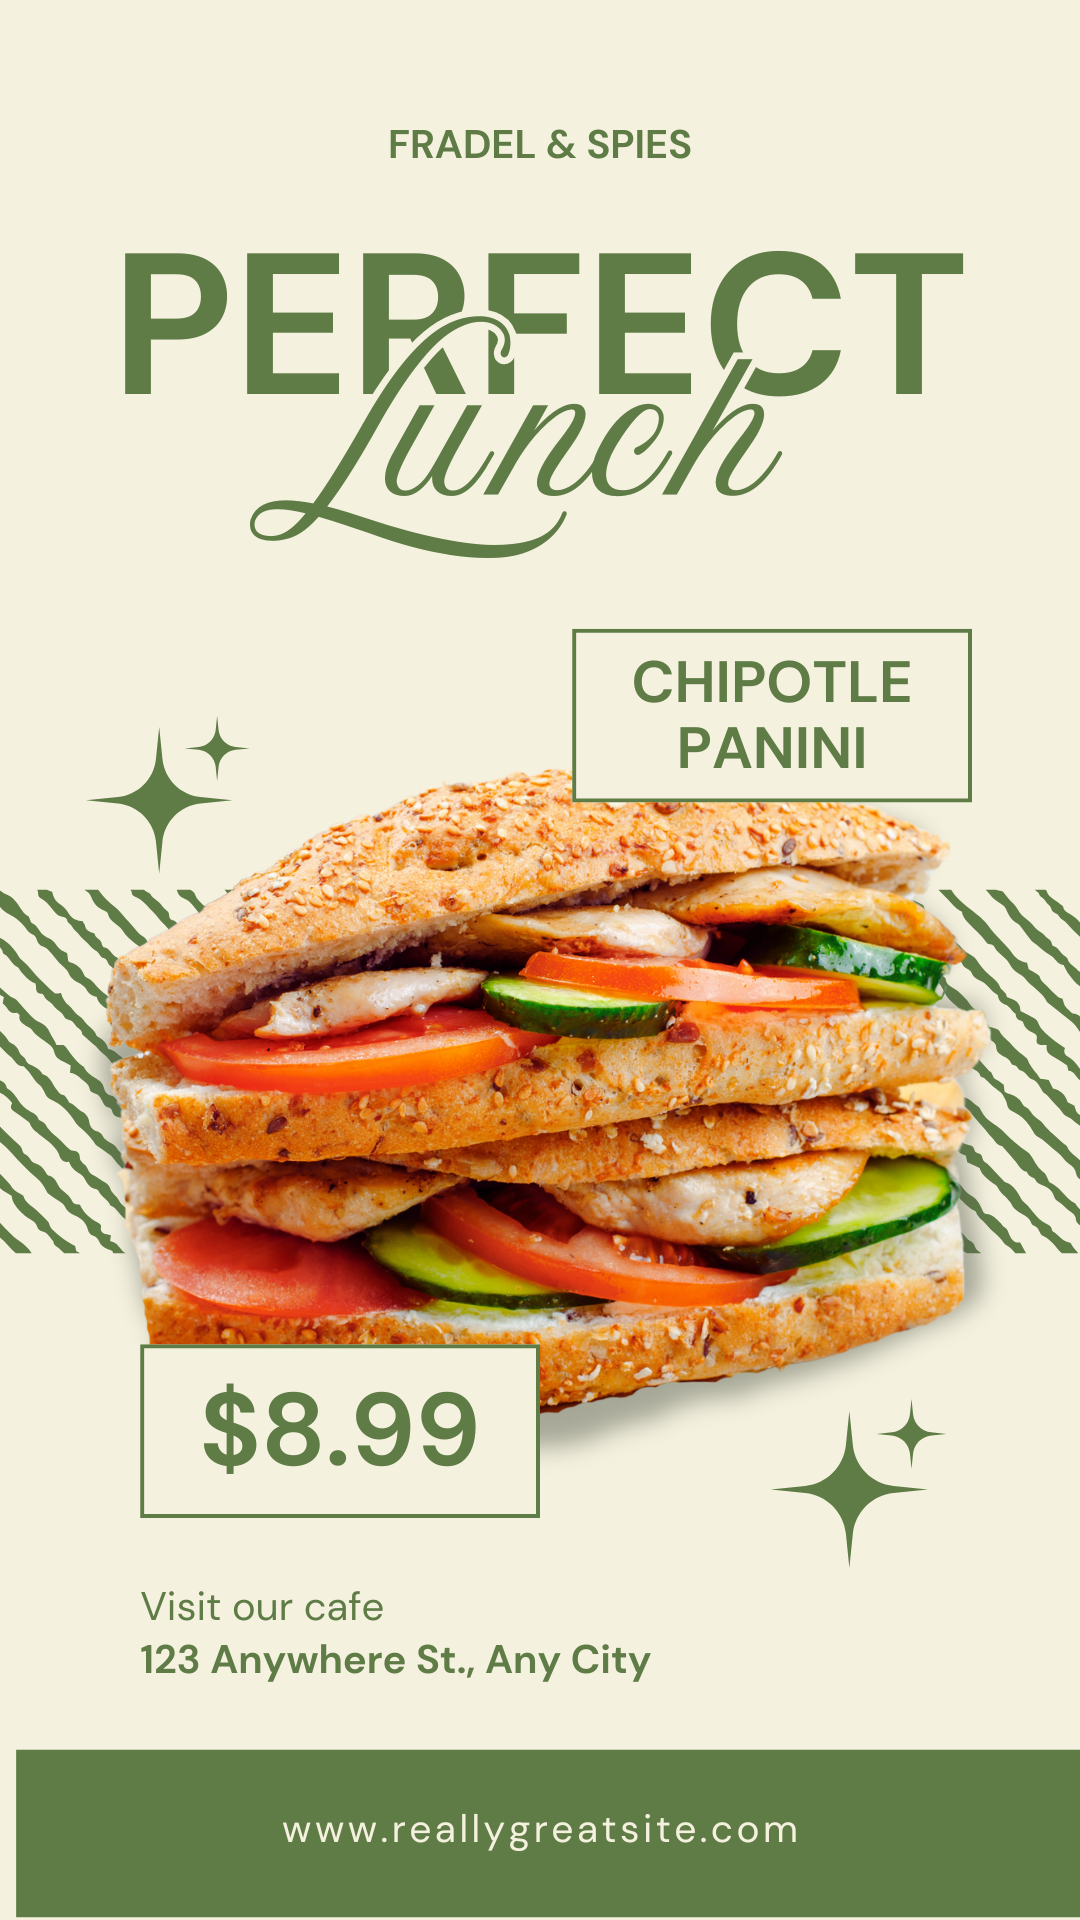 FRADEL & SPIES
PERFECT
Lunch
CHIPOTLE
PANINI
$8.99
Visit our cafe
123 Anywhere St., Any City
www.reallygreatsite.com